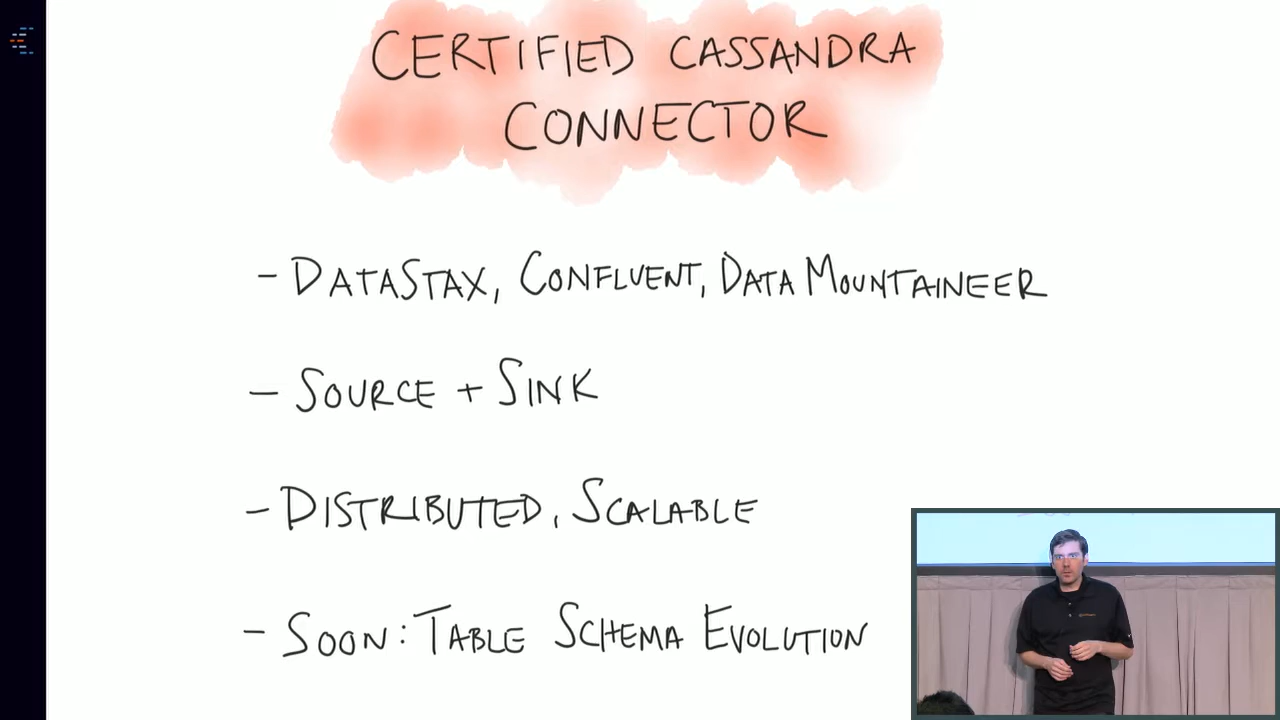 CERTIFIED CASSANDRA
CONNECTOR
- DATASTAX, CONFLUENT, DATA MOUNTAINEER
- SOURCE + SINK
- DISTRIBUTED, SCALABLE
- SOON: TABLE SCHEMA EVOLUTION